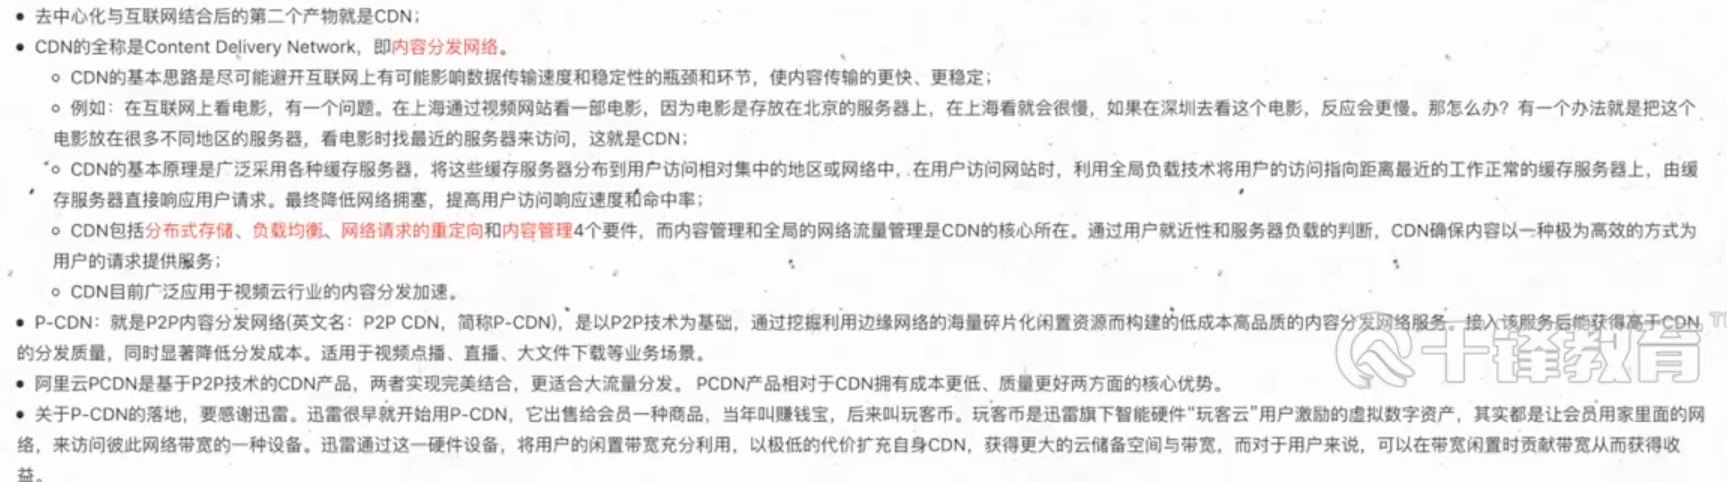 • 去中心化与互联网结合后的第二个产物就是CDN；
• CDN的全称是Content Delivery Network，即内容分发网络。
◦ CDN的基本思路是尽可能避开互联网上有可能影响数据传输速度和稳定性的瓶颈和环节，使内容传输的更快、更稳定；
◦ 例如：在互联网上看电影，有一个问题。在上海通过视频网站看一部电影，因为电影是存放在北京的服务器上，在上海看就会很慢，如果在深圳去看这个电影，反应会更慢。那怎么办？有一个办法就是把这个
电影放在很多不同地区的服务器，看电影时找最近的服务器来访问，这就是CDN；
◦ CDN的基本原理是广泛采用各种缓存服务器，将这些缓存服务器分布到用户访问相对集中的地区或网络中，在用户访问网站时，利用全局负载技术将用户的访问指向距离最近的工作正常的缓存服务器上，由缓
存服务器直接响应用户请求。最终降低网络拥塞，提高用户访问响应速度和命中率；
◦ CDN包括分布式存储、负载均衡、网络请求的重定向和内容管理4个要件，而内容管理和全局的网络流量管理是CDN的核心所在。通过用户就近性和服务器负载的判断，CDN确保内容以一种极为高效的方式为
用户的请求提供服务；
◦ CDN目前广泛应用于视频云行业的内容分发加速。
• P-CDN：就是P2P内容分发网络(英文名：P2P CDN，简称P-CDN)，是以P2P技术为基础，通过挖掘利用边缘网络的海量碎片化闲置资源而构建的低成本高品质的内容分发网络服务。接入该服务后能获得高于CDN
的分发质量，同时显著降低分发成本。适用于视频点播、直播、大文件下载等业务场景。
千锋教育
• 阿里云PCDN是基于P2P技术的CDN产品，两者实现完美结合，更适合大流量分发。 PCDN产品相对于CDN拥有成本更低、质量更好两方面的核心优势。
• 关于P-CDN的落地，要感谢迅雷。迅雷很早就开始用P-CDN，它出售给会员一种商品，当年叫赚钱宝，后来叫玩客币。玩客币是迅雷旗下智能硬件“玩客云”用户激励的虚拟数字资产，其实都是让会员用家里面的网
络，来访问彼此网络带宽的一种设备。迅雷通过这一硬件设备，将用户的闲置带宽充分利用，以极低的代价扩充自身CDN，获得更大的云储备空间与带宽，而对于用户来说，可以在带宽闲置时贡献带宽从而获得收
益。